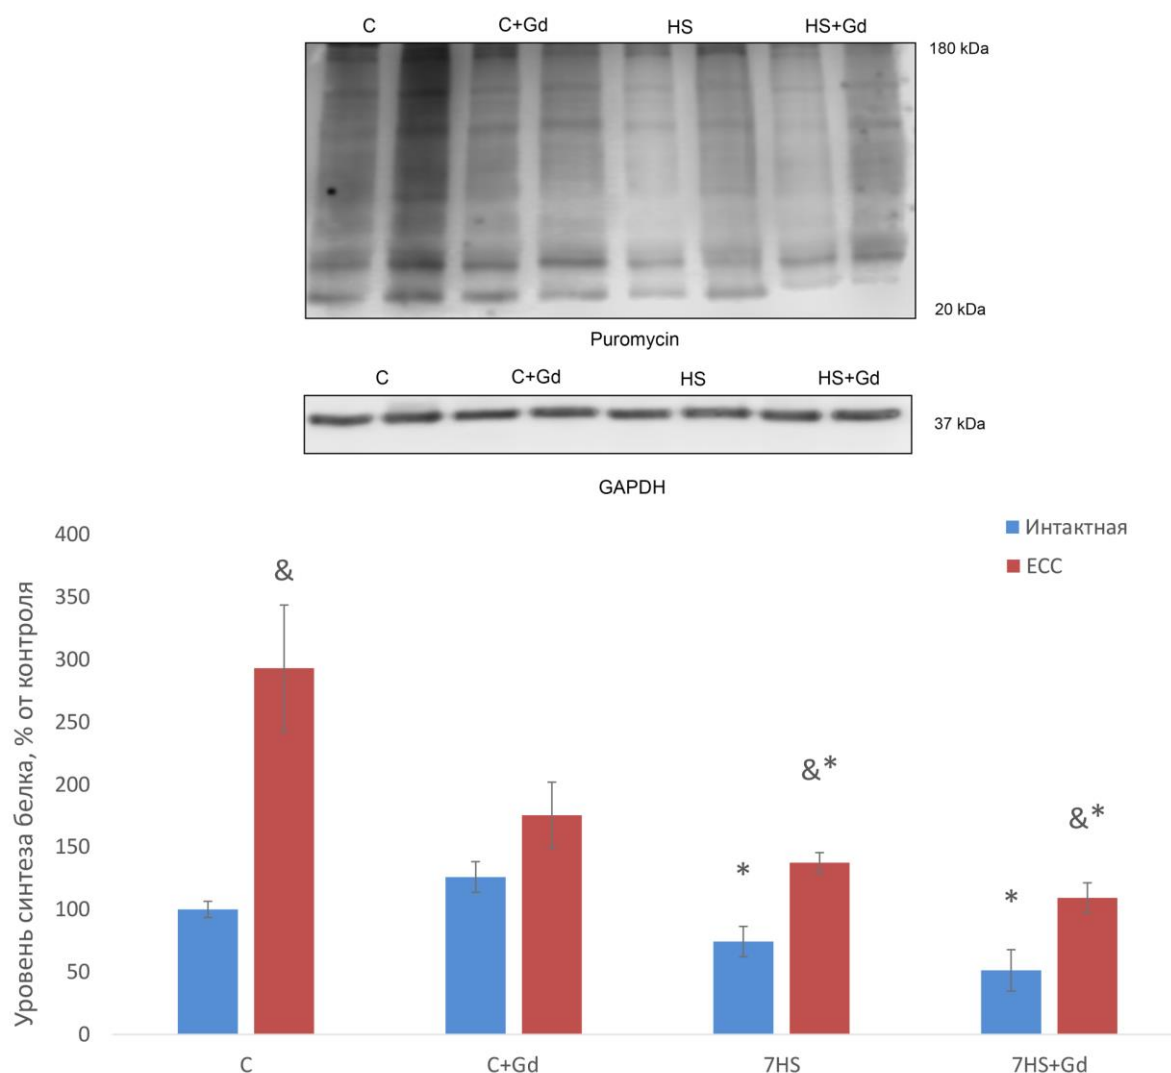 C C+Gd HS HS+Gd
180 kDa
20 kDa
Puromycin
C C+Gd HS HS+Gd
37 kDa
GAPDH
Уровень синтеза белка, % от контроля
400
350
300
250
200
150
100
50
0
&
&*
*
&*
*
Интактная
ECC
C C+Gd 7HS 7HS+Gd